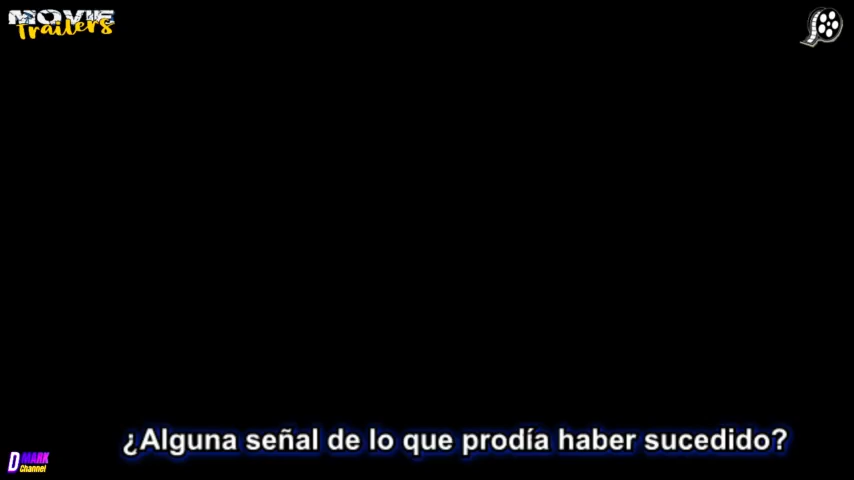 MOVIE
Trailers
¿Alguna señal de lo que prodía haber sucedido?
D MARK
Channel